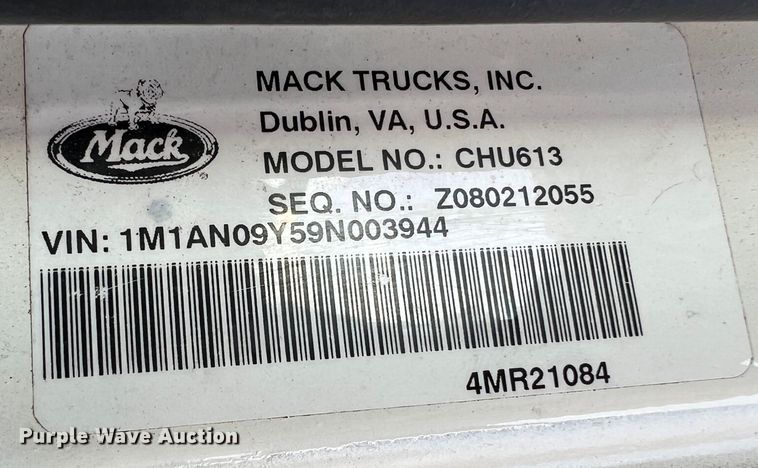 Mack
MACK TRUCKS, INC.
Dublin, VA, U.S.A.
MODEL NO.: CHU613
SEQ. NO.: Z080212055
VIN: 1M1AN09Y59N003944
4MR21084
Purple Wave Auction